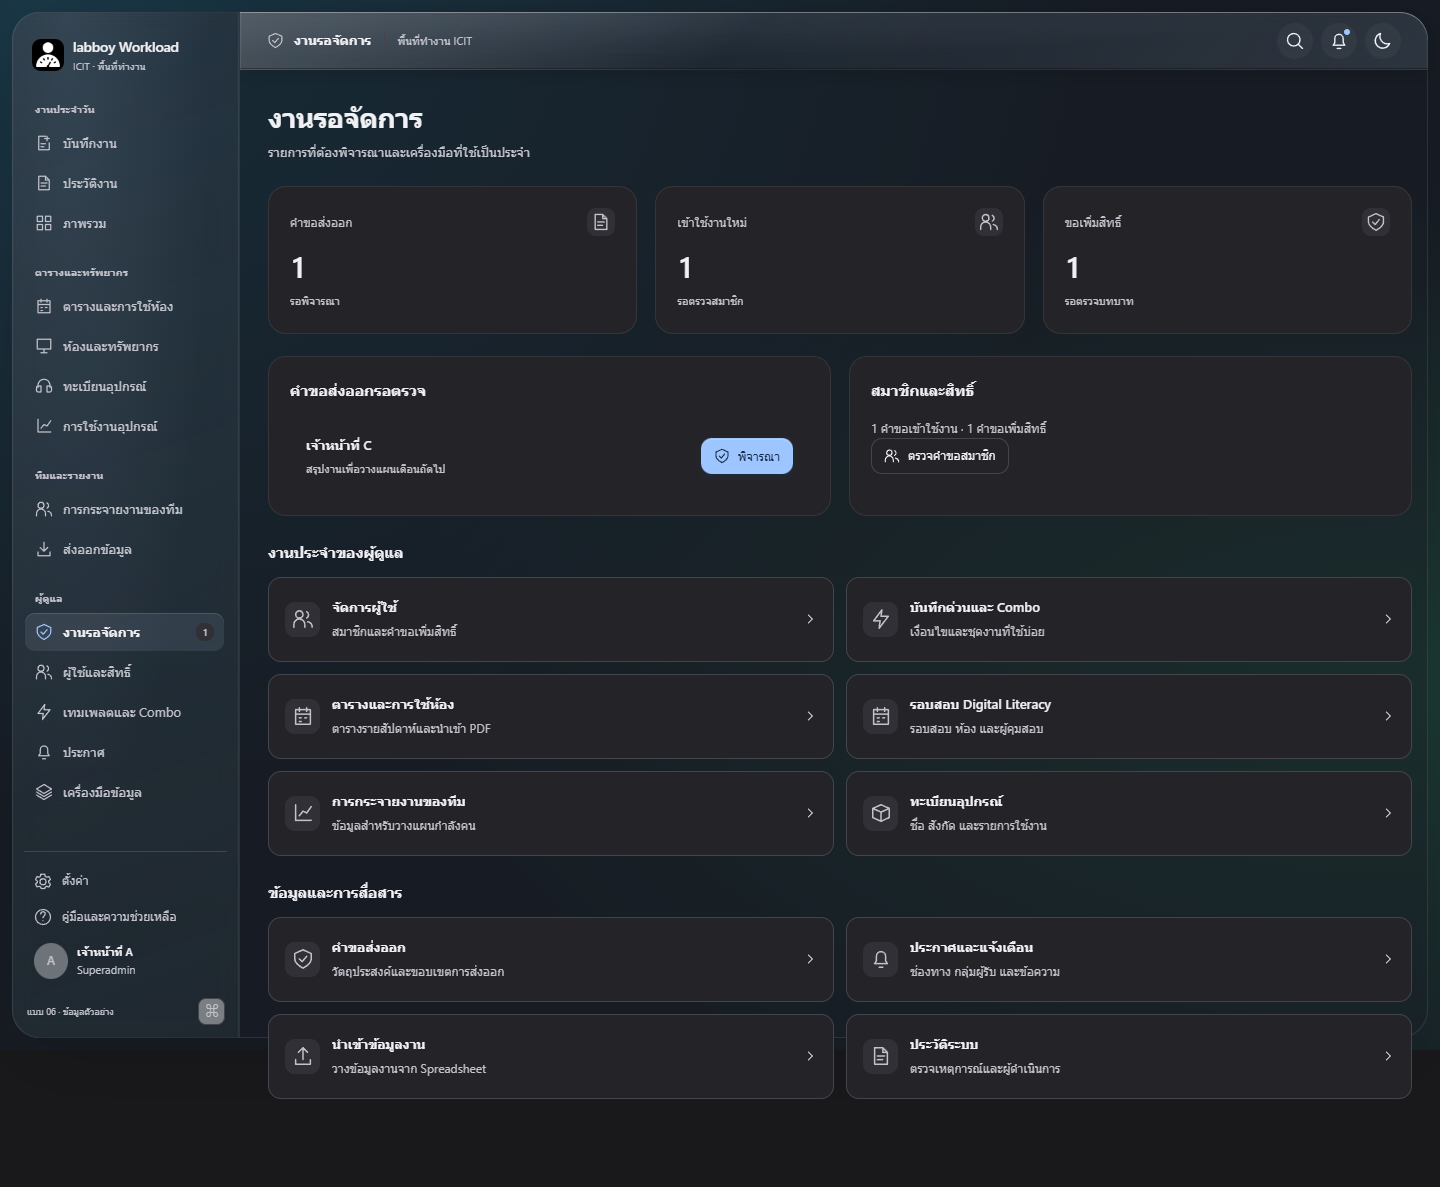 labboy Workload
ICIT · พื้นที่ทำงาน
งานประจำวัน
บันทึกงาน
ประวัติงาน
ภาพรวม
ตารางและทรัพยากร
ตารางและการใช้ห้อง
ห้องและทรัพยากร
ทะเบียนอุปกรณ์
การใช้งานอุปกรณ์
ทีมและรายงาน
การกระจายงานของทีม
ส่งออกข้อมูล
ผู้ดูแล
งานรอจัดการ 1
ผู้ใช้และสิทธิ์
เทมเพลตและ Combo
ประกาศ
เครื่องมือข้อมูล
ตั้งค่า
คู่มือและความช่วยเหลือ
A
เจ้าหน้าที่ A
Superadmin
แบบ 06 · ข้อมูลตัวอย่าง
งานรอจัดการ พื้นที่ทำงาน ICIT
งานรอจัดการ
รายการที่ต้องพิจารณาและเครื่องมือที่ใช้เป็นประจำ
คำขอส่งออก
1
รอพิจารณา
เข้าใช้งานใหม่
1
รอตรวจสมาชิก
ขอเพิ่มสิทธิ์
1
รอตรวจบทบาท
คำขอส่งออกรอตรวจ
เจ้าหน้าที่ C
สรุปงานเพื่อวางแผนเดือนถัดไป
พิจารณา
สมาชิกและสิทธิ์
1 คำขอเข้าใช้งาน · 1 คำขอเพิ่มสิทธิ์
ตรวจคำขอสมาชิก
งานประจำของผู้ดูแล
จัดการผู้ใช้
สมาชิกและคำขอเพิ่มสิทธิ์
บันทึกด่วนและ Combo
เงื่อนไขและชุดงานที่ใช้บ่อย
ตารางและการใช้ห้อง
ตารางรายสัปดาห์และนำเข้า PDF
รอบสอบ Digital Literacy
รอบสอบ ห้อง และผู้คุมสอบ
การกระจายงานของทีม
ข้อมูลสำหรับวางแผนกำลังคน
ทะเบียนอุปกรณ์
ชื่อ สังกัด และรายการใช้งาน
ข้อมูลและการสื่อสาร
คำขอส่งออก
วัตถุประสงค์และขอบเขตการส่งออก
ประกาศและแจ้งเตือน
ช่องทาง กลุ่มผู้รับ และข้อความ
นำเข้าข้อมูลงาน
วางข้อมูลงานจาก Spreadsheet
ประวัติระบบ
ตรวจเหตุการณ์และผู้ดำเนินการ